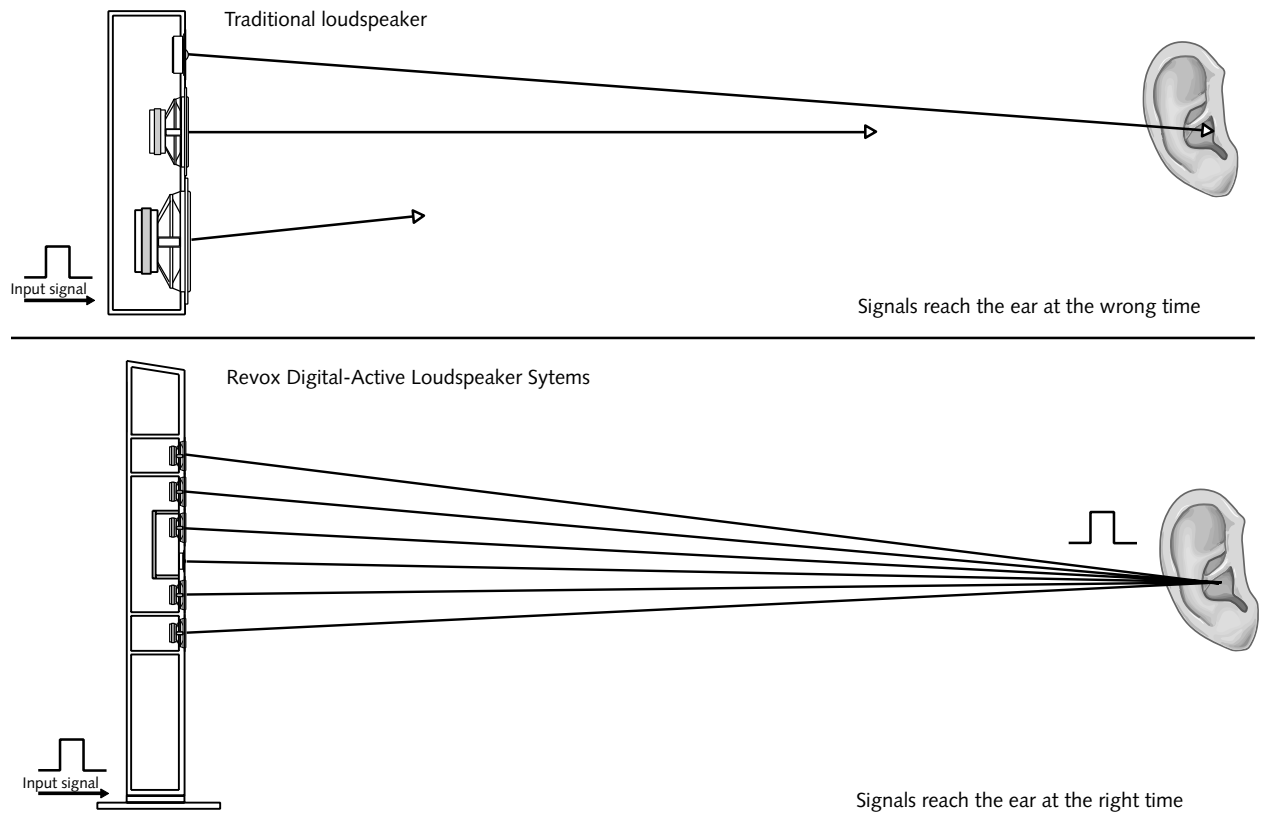 Traditional loudspeaker
Input signal
Signals reach the ear at the wrong time
Revox Digital-Active Loudspeaker Sytems
Input signal
Signals reach the ear at the right time